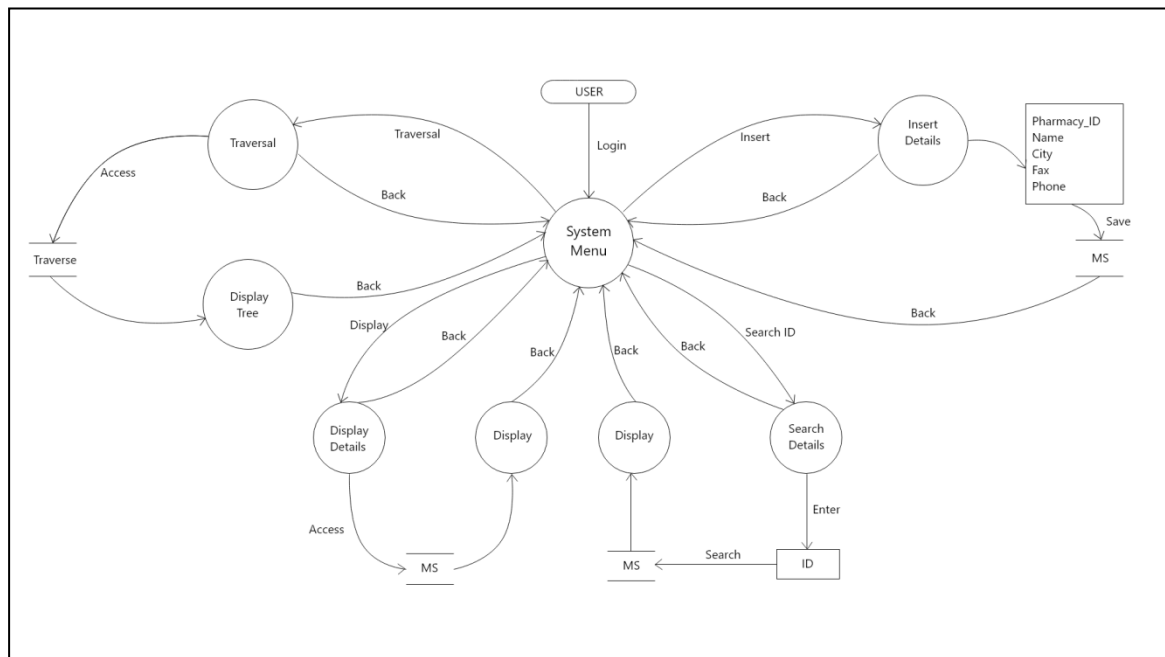 USER
Login
Traversal
Traversal
Back
Access
Traverse
Display
Tree
Back
System
Menu
Insert
Insert
Details
Back
Pharmacy_ID
Name
City
Fax
Phone
Save
MS
Back
Display
Back
Display
Details
Access
MS
Display
Back
Search ID
Back
Search
Details
Enter
ID
Search
MS
Display
Back